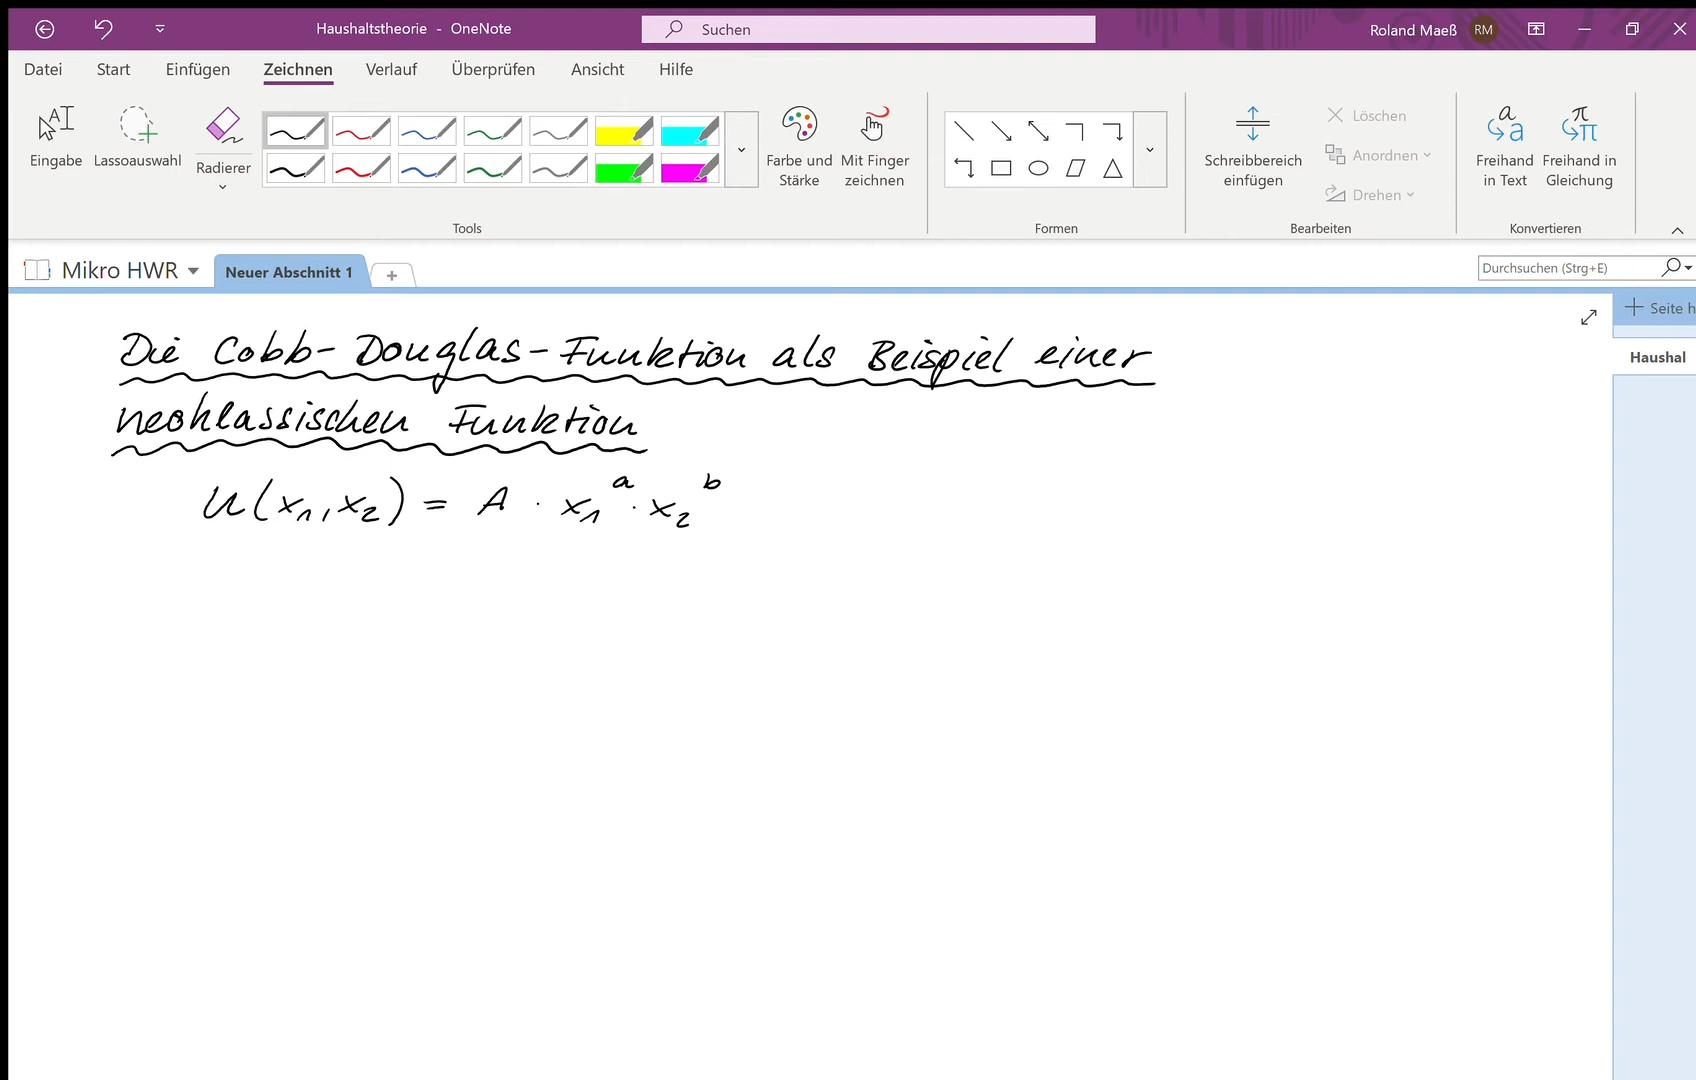 Haushaltstheorie - OneNote
Suchen
Roland Maeß RM
Datei Start Einfügen Zeichnen Verlauf Überprüfen Ansicht Hilfe
Eingabe
Lassoauswahl
Radierer
Farbe und Stärke
Mit Finger zeichnen
Schreibbereich einfügen
Löschen
Anordnen
Drehen
Freihand in Text
Freihand in Gleichung
Tools Formen Bearbeiten Konvertieren
Mikro HWR Neuer Abschnitt 1 +
Durchsuchen (Strg+E)
Seite h
Haushal
Die Cobb-Douglas-Funktion als Beispiel einer
neoklassischen Funktion
U(x₁, x₂) = A · x₁ᵃ · x₂ᵇ